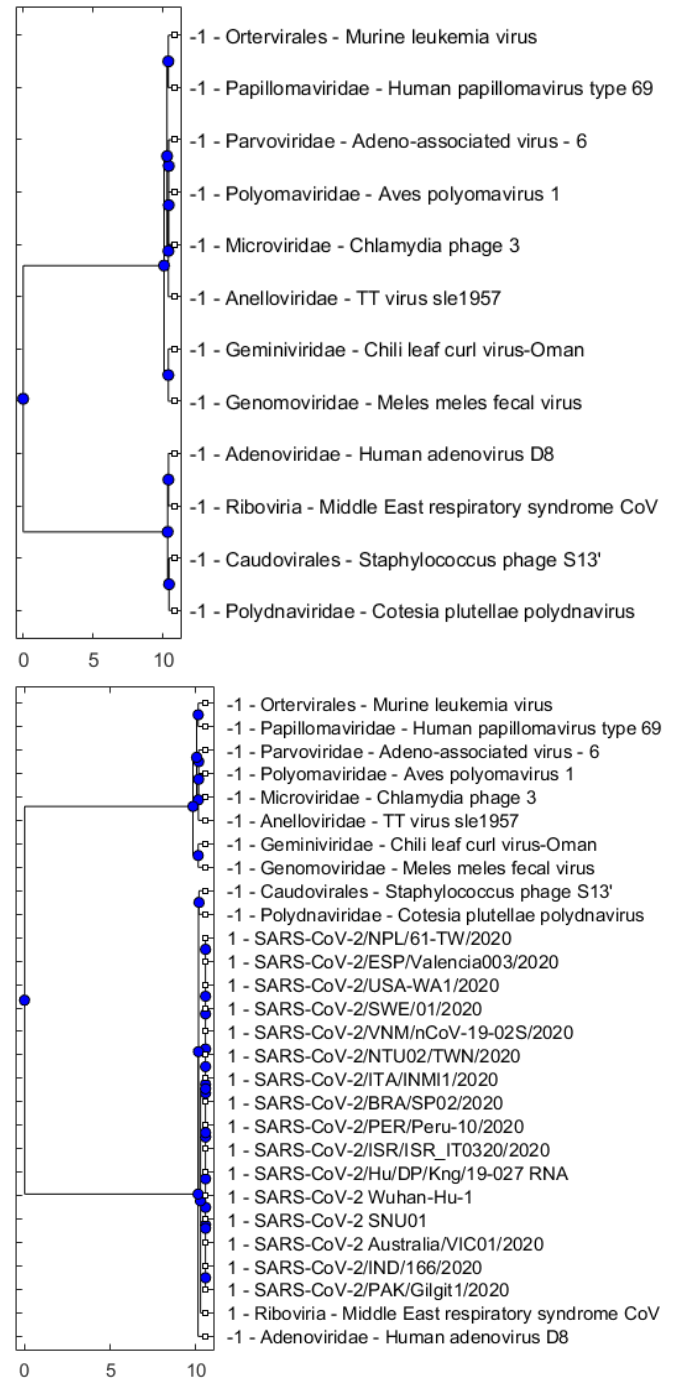 -1 - Ortervirales - Murine leukemia virus
-1 - Papillomaviridae - Human papillomavirus type 69
-1 - Parvoviridae - Adeno-associated virus - 6
-1 - Polyomaviridae - Aves polyomavirus 1
-1 - Microviridae - Chlamydia phage 3
-1 - Anelloviridae - TT virus sle1957
-1 - Geminiviridae - Chili leaf curl virus-Oman
-1 - Genomoviridae - Meles meles fecal virus
-1 - Adenoviridae - Human adenovirus D8
-1 - Riboviria - Middle East respiratory syndrome CoV
-1 - Caudovirales - Staphylococcus phage S13'
-1 - Polydnaviridae - Cotesia plutellae polydnavirus
0 5 10
-1 - Ortervirales - Murine leukemia virus
-1 - Papillomaviridae - Human papillomavirus type 69
-1 - Parvoviridae - Adeno-associated virus - 6
-1 - Polyomaviridae - Aves polyomavirus 1
-1 - Microviridae - Chlamydia phage 3
-1 - Anelloviridae - TT virus sle1957
-1 - Geminiviridae - Chili leaf curl virus-Oman
-1 - Genomoviridae - Meles meles fecal virus
-1 - Caudovirales - Staphylococcus phage S13'
-1 - Polydnaviridae - Cotesia plutellae polydnavirus
1 - SARS-CoV-2/NPL/61-TW/2020
1 - SARS-CoV-2/ESP/Valencia003/2020
1 - SARS-CoV-2/USA-WA1/2020
1 - SARS-CoV-2/SWE/01/2020
1 - SARS-CoV-2/VNM/nCoV-19-02S/2020
1 - SARS-CoV-2/NTU02/TWN/2020
1 - SARS-CoV-2/ITA/INMI1/2020
1 - SARS-CoV-2/BRA/SP02/2020
1 - SARS-CoV-2/PER/Peru-10/2020
1 - SARS-CoV-2/ISR/ISR_IT0320/2020
1 - SARS-CoV-2/Hu/DP/Kng/19-027 RNA
1 - SARS-CoV-2 Wuhan-Hu-1
1 - SARS-CoV-2 SNU01
1 - SARS-CoV-2 Australia/VIC01/2020
1 - SARS-CoV-2/IND/166/2020
1 - SARS-CoV-2/PAK/Gilgit1/2020
1 - Riboviria - Middle East respiratory syndrome CoV
-1 - Adenoviridae - Human adenovirus D8
0 5 10